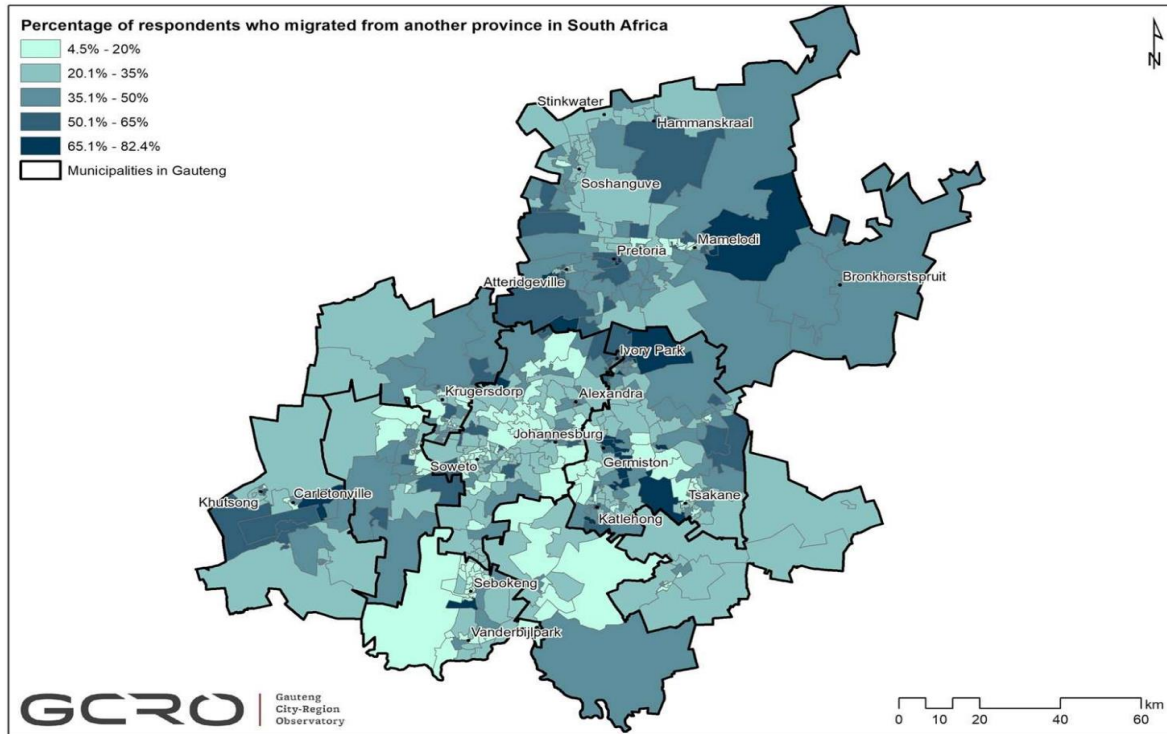 Percentage of respondents who migrated from another province in South Africa
4.5% - 20%
20.1% - 35%
35.1% - 50%
50.1% - 65%
65.1% - 82.4%
Municipalities in Gauteng
N
Stinkwater
Hammanskraal
Soshanguve
Pretoria
Mamelodi
Atteridgeville
Bronkhorstspruit
Ivory Park
Krugersdorp
Alexandra
Johannesburg
Soweto
Germiston
Khutsong
Carletonville
Tsakane
Katlehong
Sebokeng
Vanderbijlpark
GCRO
Gauteng
City-Region
Observatory
km
0 10 20 40 60